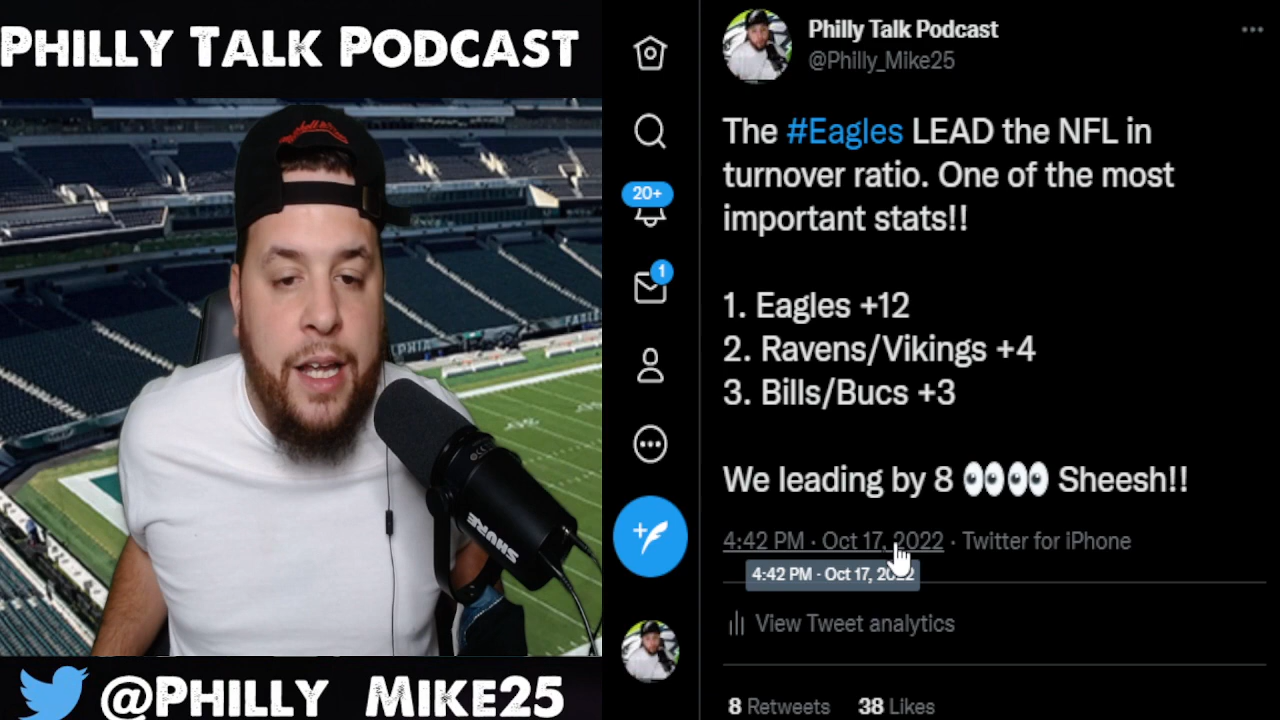 PHILLY TALK PODCAST
SHURE
@PHILLY_MIKE25
Philly Talk Podcast
@Philly_Mike25
20+
1
The #Eagles LEAD the NFL in
turnover ratio. One of the most
important stats!!
1. Eagles +12
2. Ravens/Vikings +4
3. Bills/Bucs +3
We leading by 8 👀👀 Sheesh!!
4:42 PM · Oct 17, 2022 · Twitter for iPhone
4:42 PM · Oct 17, 2022
View Tweet analytics
8 Retweets 38 Likes